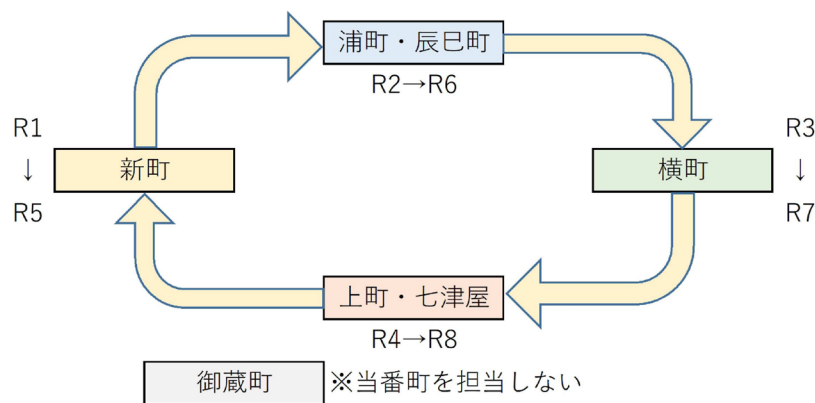 浦町・辰巳町
R2→R6
R1
↓
R5
新町
横町
R3
↓
R7
上町・七津屋
R4→R8
御蔵町
※当番町を担当しない